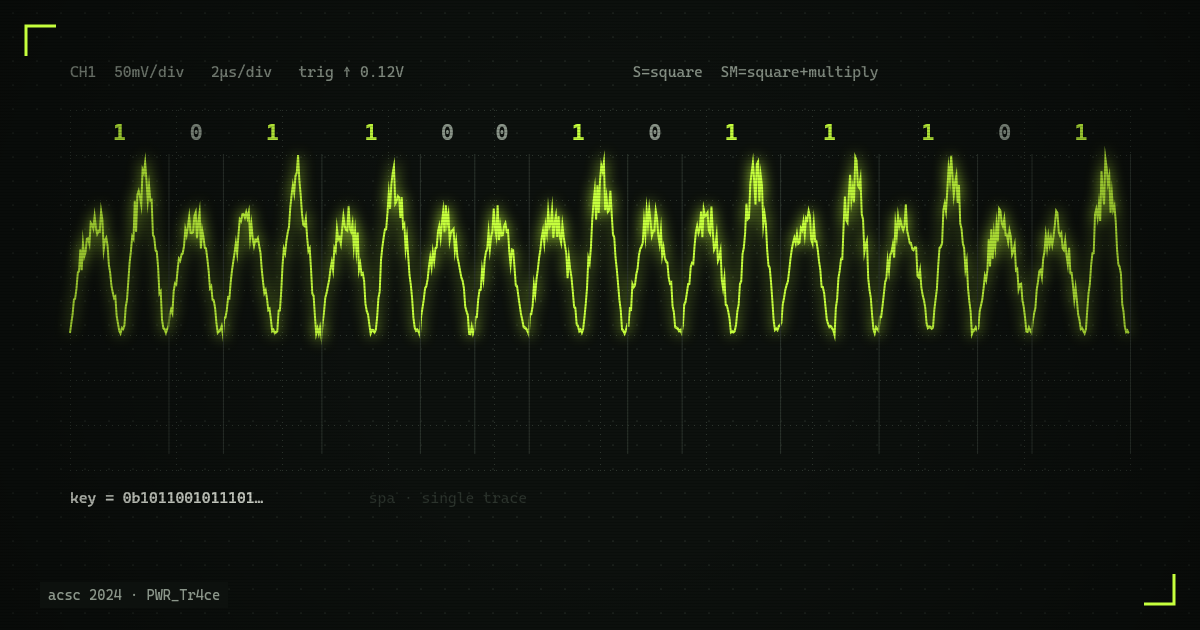 CH1 50mV/div 2μs/div trig ↑ 0.12V S=square SM=square+multiply
1 0 1 1 0 0 1 0 1 1 1 0 1
key = 0b1011001011101… spa · single trace
acsc 2024 · PWR_Tr4ce